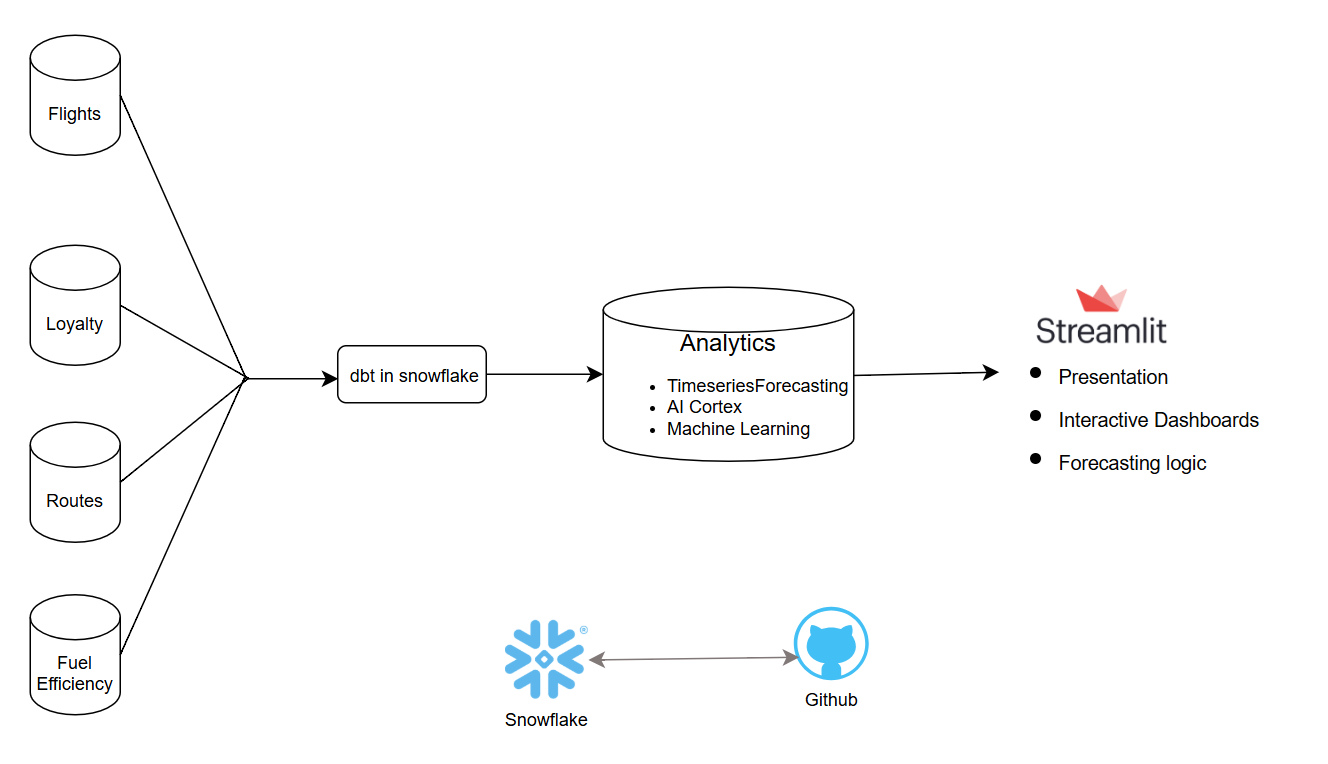 Flights
Loyalty
Routes
Fuel
Efficiency
dbt in snowflake
Analytics
• TimeseriesForecasting
• AI Cortex
• Machine Learning
Streamlit
• Presentation
• Interactive Dashboards
• Forecasting logic
®
Snowflake
Github